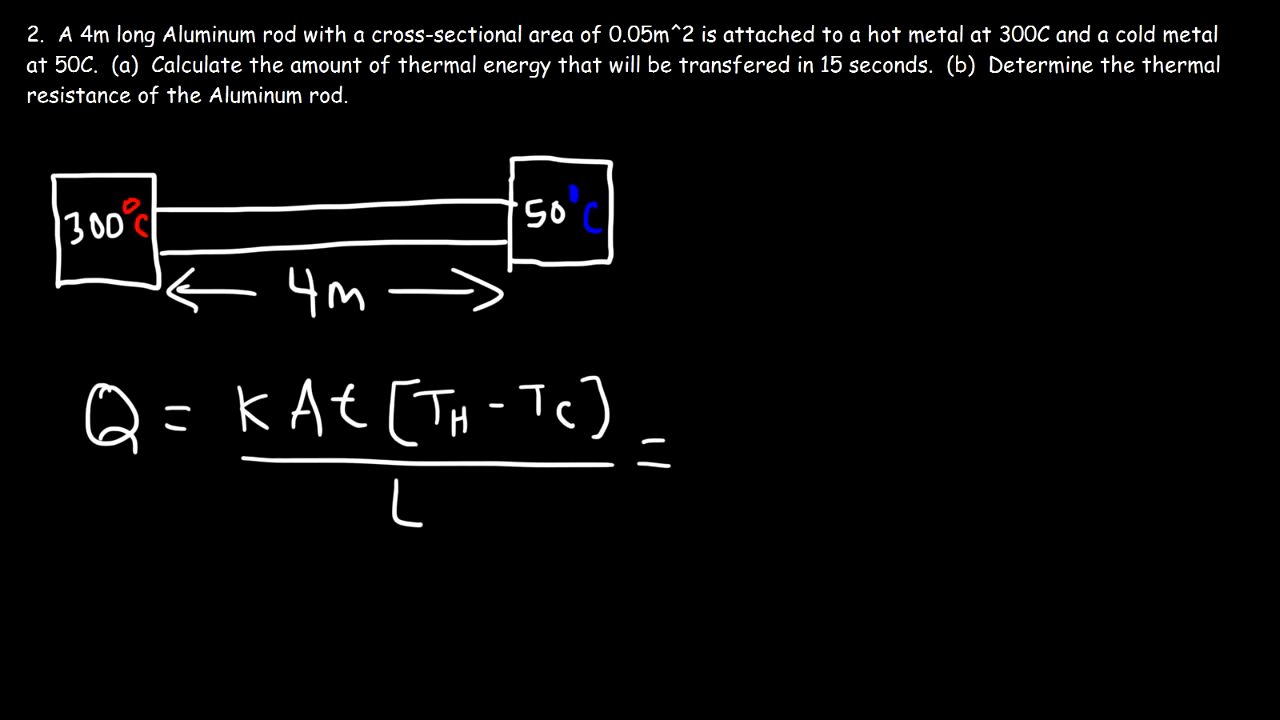 2. A 4m long Aluminum rod with a cross-sectional area of 0.05m^2 is attached to a hot metal at 300C and a cold metal
at 50C. (a) Calculate the amount of thermal energy that will be transfered in 15 seconds. (b) Determine the thermal
resistance of the Aluminum rod.
300°C
50°C
4m
Q = KAt[TH - TC] =
L